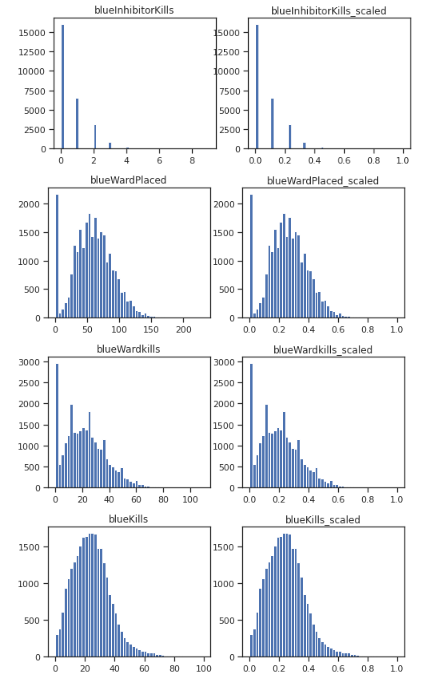 blueInhibitorKills
blueInhibitorKills_scaled
15000
12500
10000
7500
5000
2500
0
0 2 4 6 8
15000
12500
10000
7500
5000
2500
0
0.0 0.2 0.4 0.6 0.8 1.0
blueWardPlaced
blueWardPlaced_scaled
2000
1500
1000
500
0
0 50 100 150 200
2000
1500
1000
500
0
0.0 0.2 0.4 0.6 0.8 1.0
blueWardkills
blueWardkills_scaled
3000
2500
2000
1500
1000
500
0
0 20 40 60 80 100
3000
2500
2000
1500
1000
500
0
0.0 0.2 0.4 0.6 0.8 1.0
blueKills
blueKills_scaled
1500
1000
500
0
0 20 40 60 80 100
1500
1000
500
0
0.0 0.2 0.4 0.6 0.8 1.0